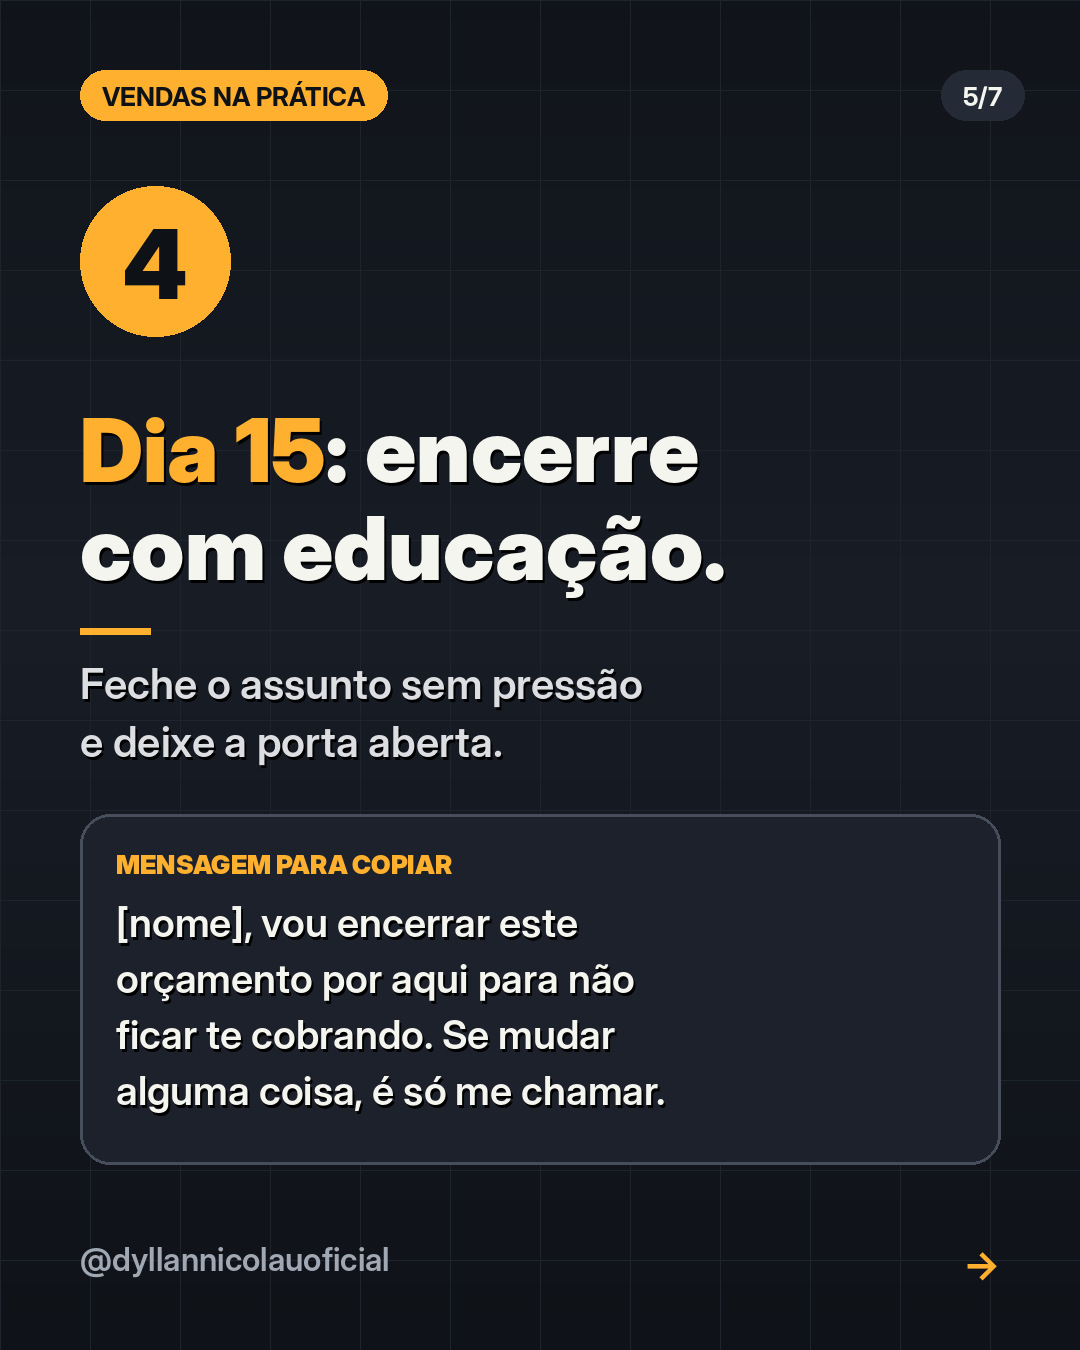 VENDAS NA PRÁTICA
5/7
4
Dia 15: encerre
com educação.
Feche o assunto sem pressão
e deixe a porta aberta.
MENSAGEM PARA COPIAR
[nome], vou encerrar este
orçamento por aqui para não
ficar te cobrando. Se mudar
alguma coisa, é só me chamar.
@dyllannicolauoficial
→